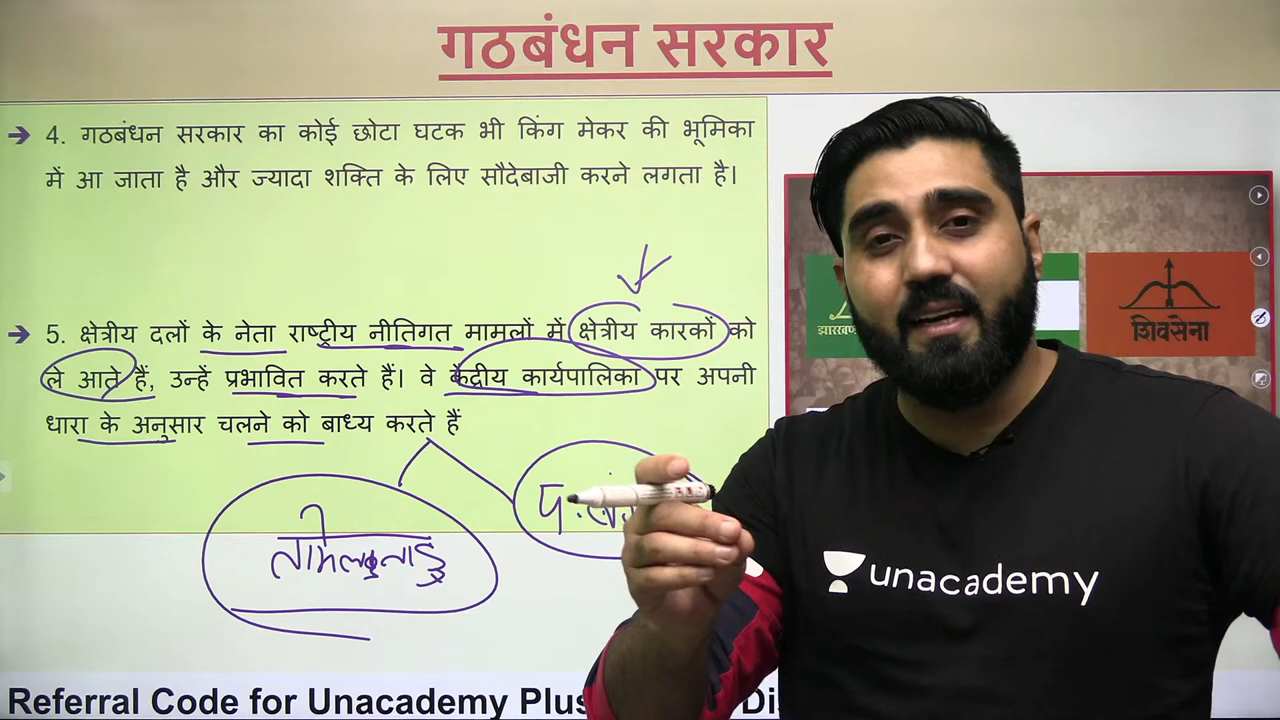 गठबंधन सरकार
➔ 4. गठबंधन सरकार का कोई छोटा घटक भी किंग मेकर की भूमिका
में आ जाता है और ज्यादा शक्ति के लिए सौदेबाजी करने लगता है।
➔ 5. क्षेत्रीय दलों के नेता राष्ट्रीय नीतिगत मामलों में क्षेत्रीय कारकों को
ले आते हैं, उन्हें प्रभावित करते हैं। वे केंद्रीय कार्यपालिका पर अपनी
धारा के अनुसार चलने को बाध्य करते हैं
तमिलनाडु
शिवसेना
unacademy
Referral Code for Unacademy Plus